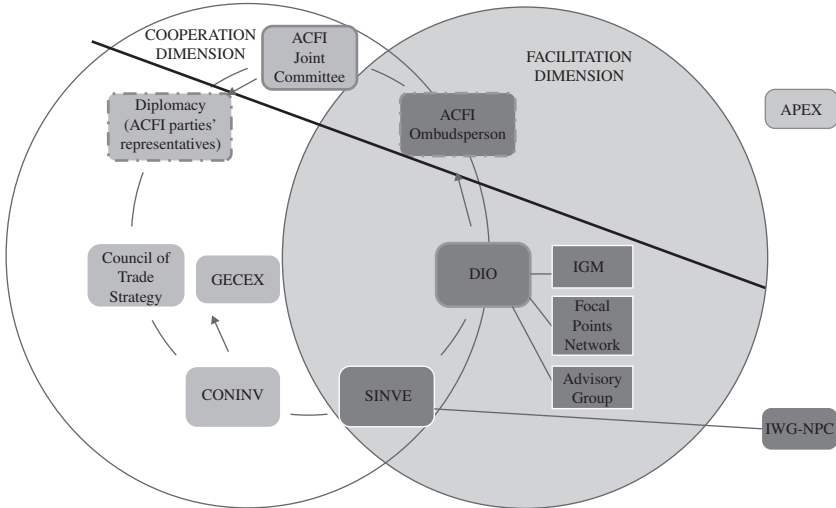 COOPERATION
DIMENSION
ACFI
Joint
Committee
FACILITATION
DIMENSION
Diplomacy
(ACFI parties’
representatives)
ACFI
Ombudsperson
APEX
Council of
Trade
Strategy
GECEX
DIO
IGM
Focal
Points
Network
Advisory
Group
CONINV
SINVE
IWG-NPC